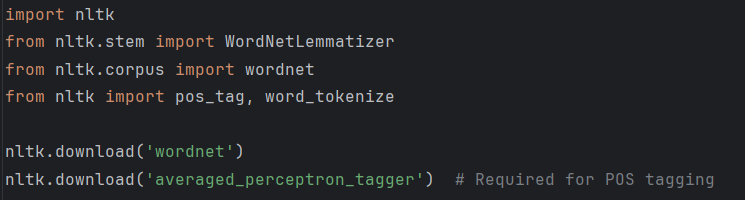 import nltk
from nltk.stem import WordNetLemmatizer
from nltk.corpus import wordnet
from nltk import pos_tag, word_tokenize
nltk.download('wordnet')
nltk.download('averaged_perceptron_tagger')  # Required for POS tagging